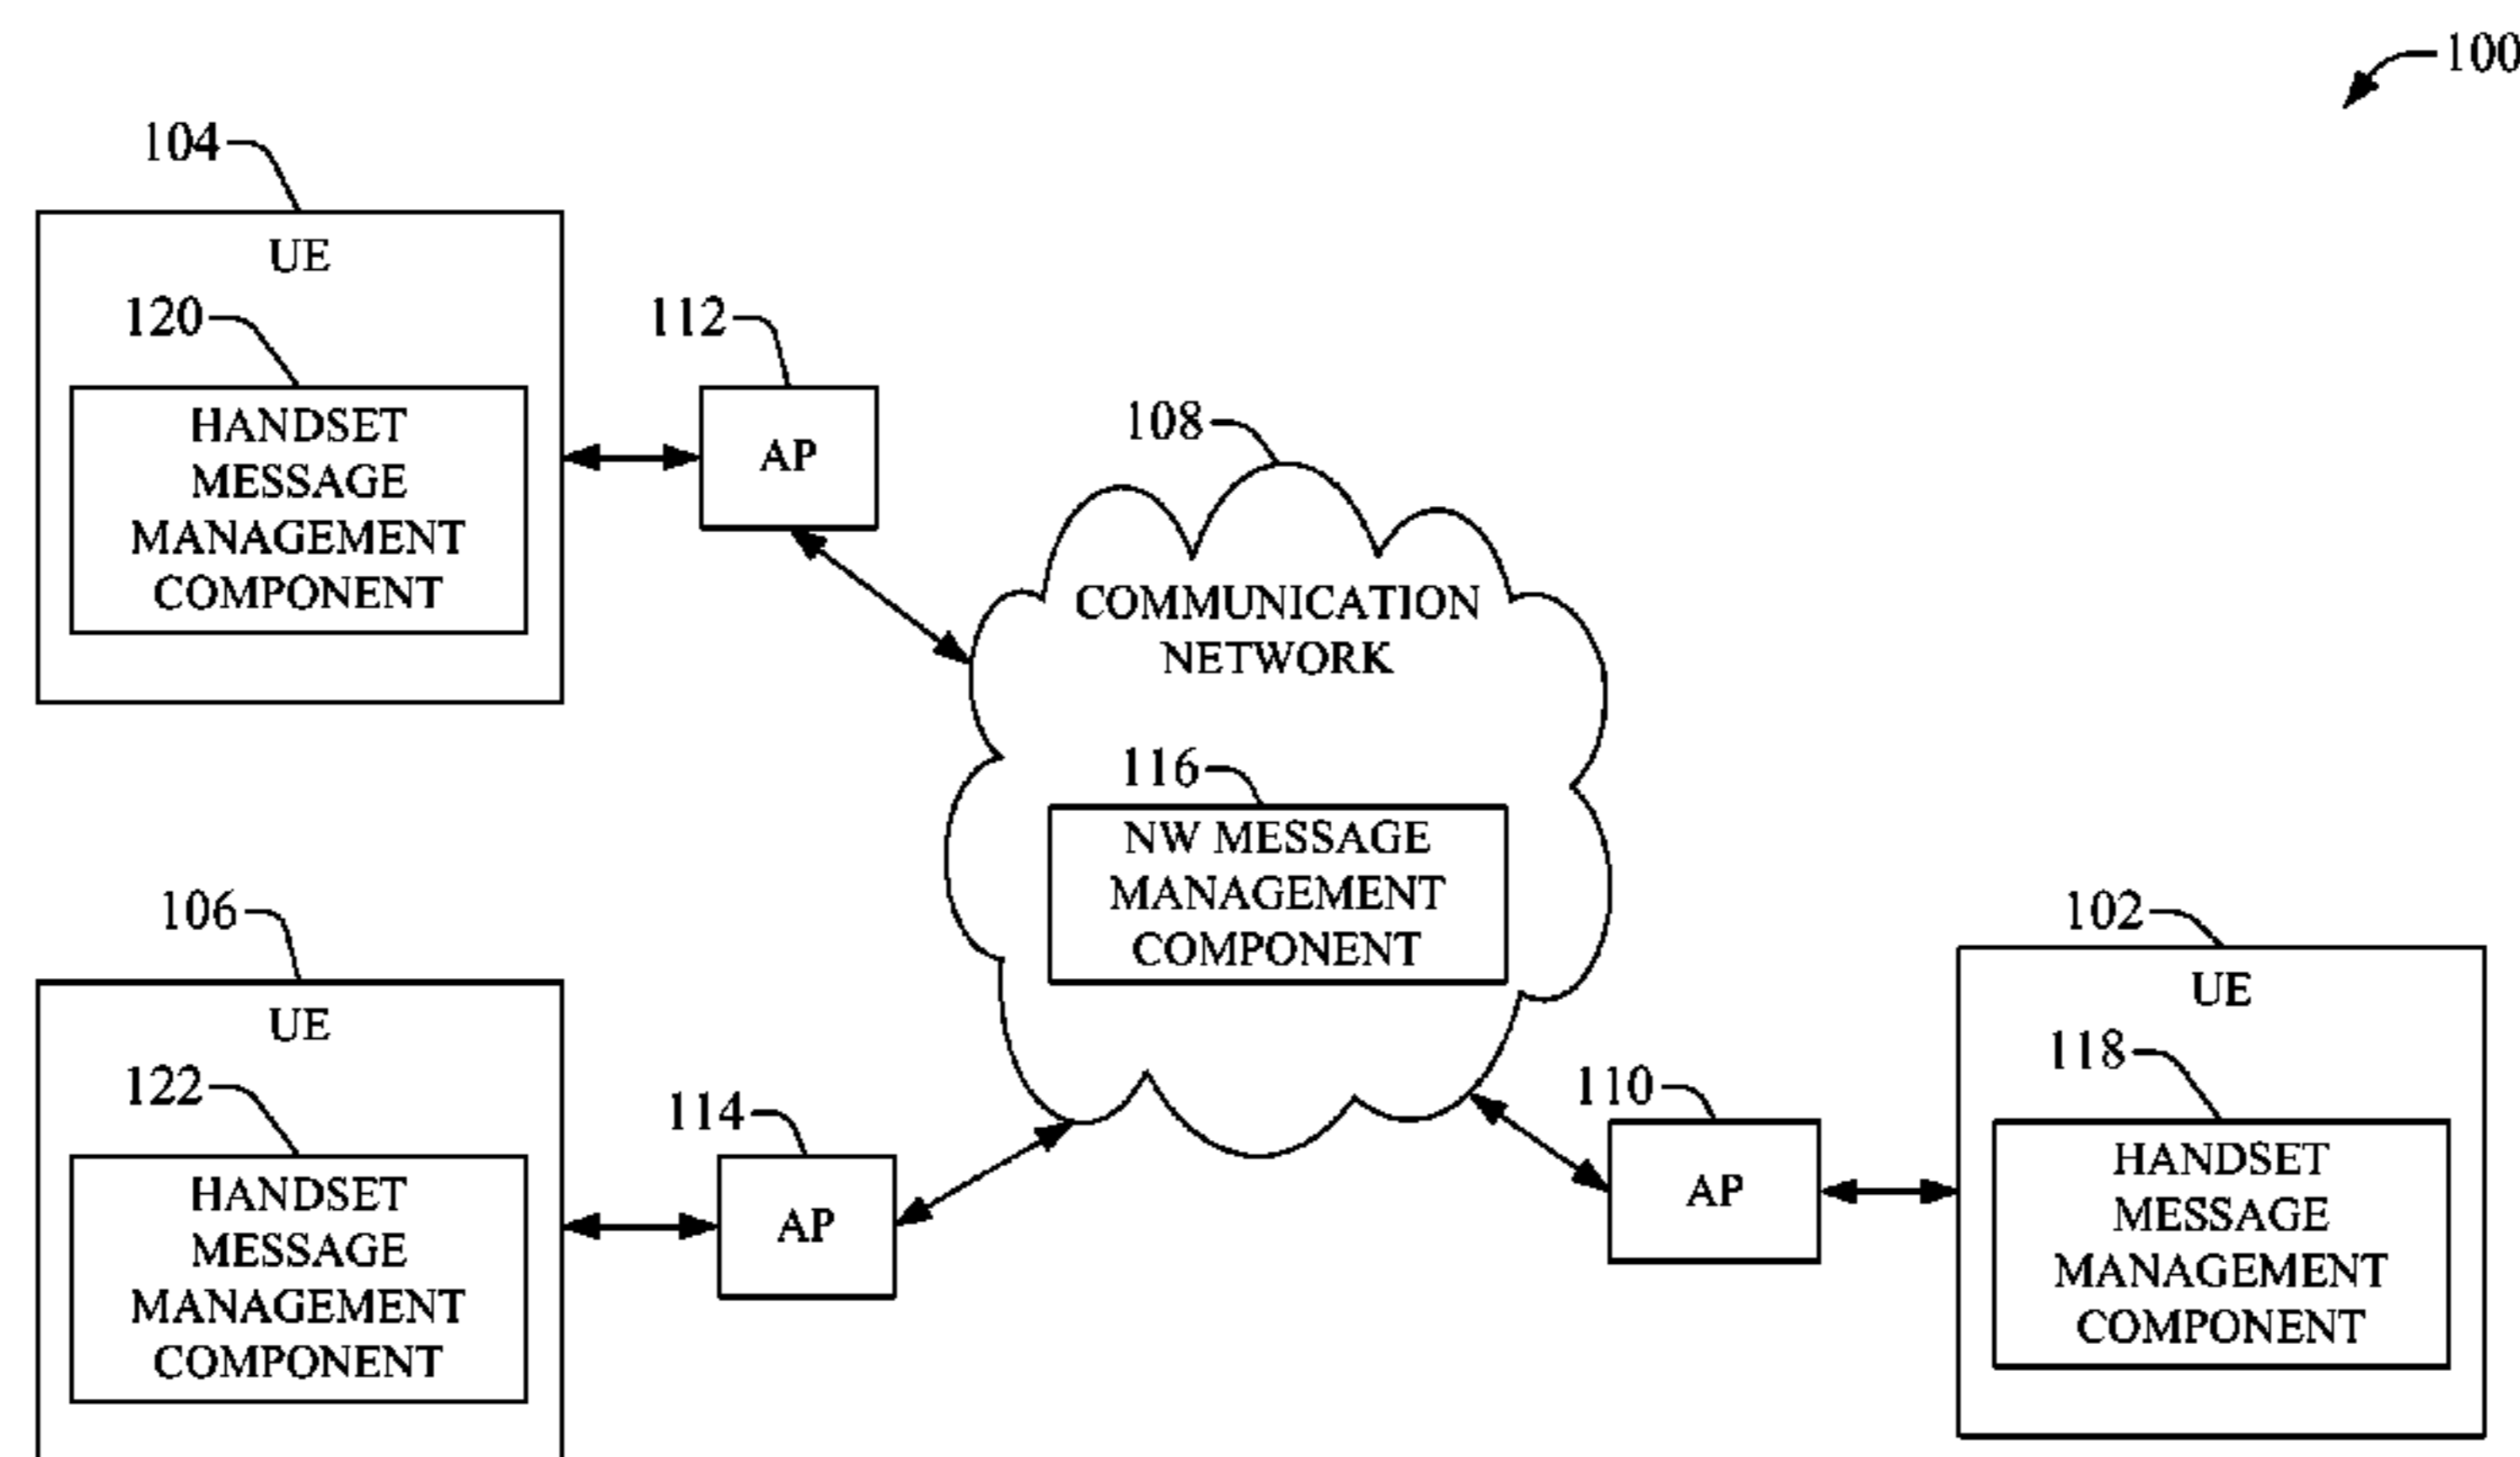 100
104
UE
120
HANDSET
MESSAGE
MANAGEMENT
COMPONENT
112
AP
108
COMMUNICATION
NETWORK
116
NW MESSAGE
MANAGEMENT
COMPONENT
106
UE
122
HANDSET
MESSAGE
MANAGEMENT
COMPONENT
114
AP
110
AP
102
UE
118
HANDSET
MESSAGE
MANAGEMENT
COMPONENT